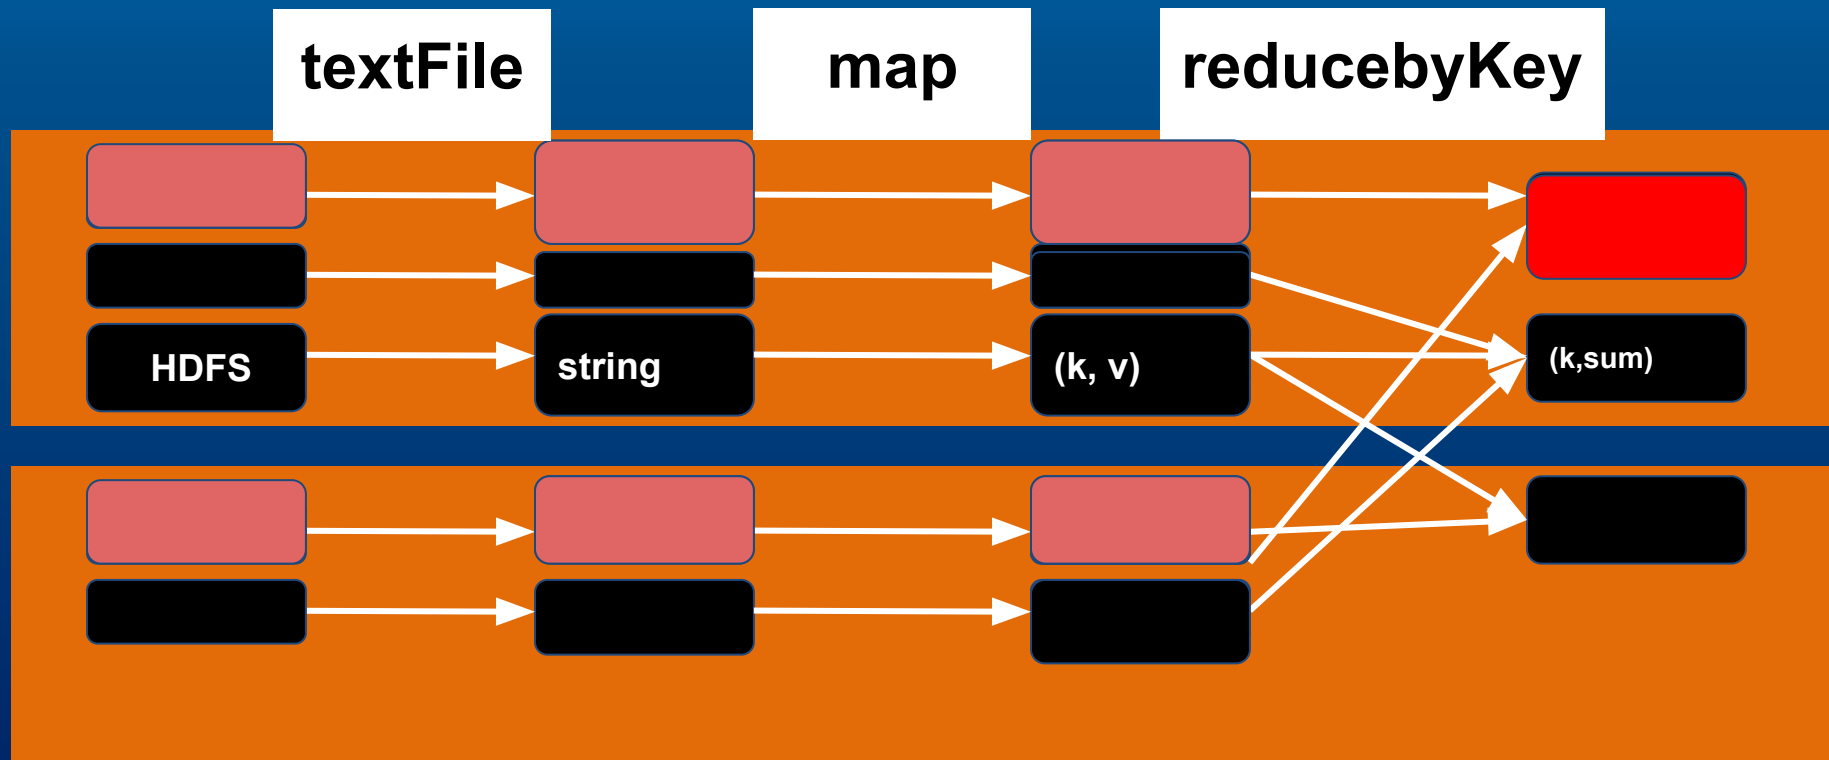 textFile
map
reducebyKey
HDFS
string
(k, v)
(k,sum)